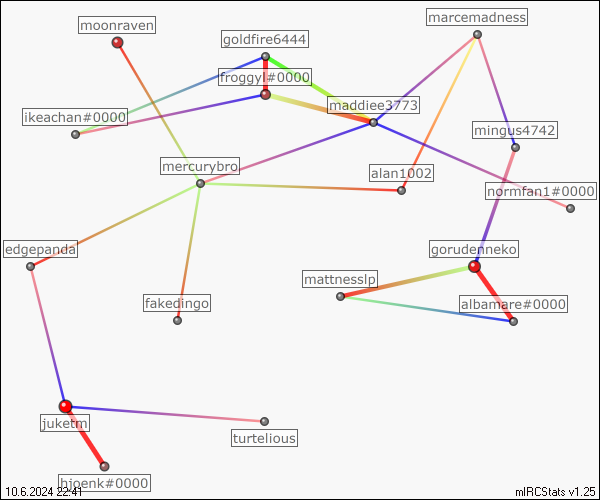 marcemadness
moonraven
goldfire6444
froggyl#0000
maddiee3773
ikeachan#0000
mingus4742
mercurybro
alan1002
normfan1#0000
edgepanda
gorudenneko
mattnesslp
fakedingo
albamare#0000
juketm
turtelious
hjoenk#0000
10.6.2024 22:41
mIRCStats v1.25